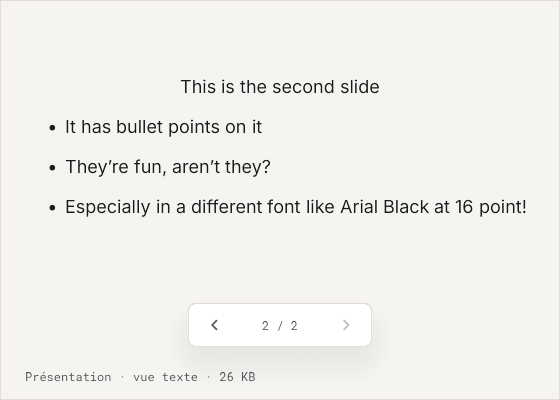 This is the second slide
• It has bullet points on it
• They’re fun, aren’t they?
• Especially in a different font like Arial Black at 16 point!
2 / 2
Présentation · vue texte · 26 KB